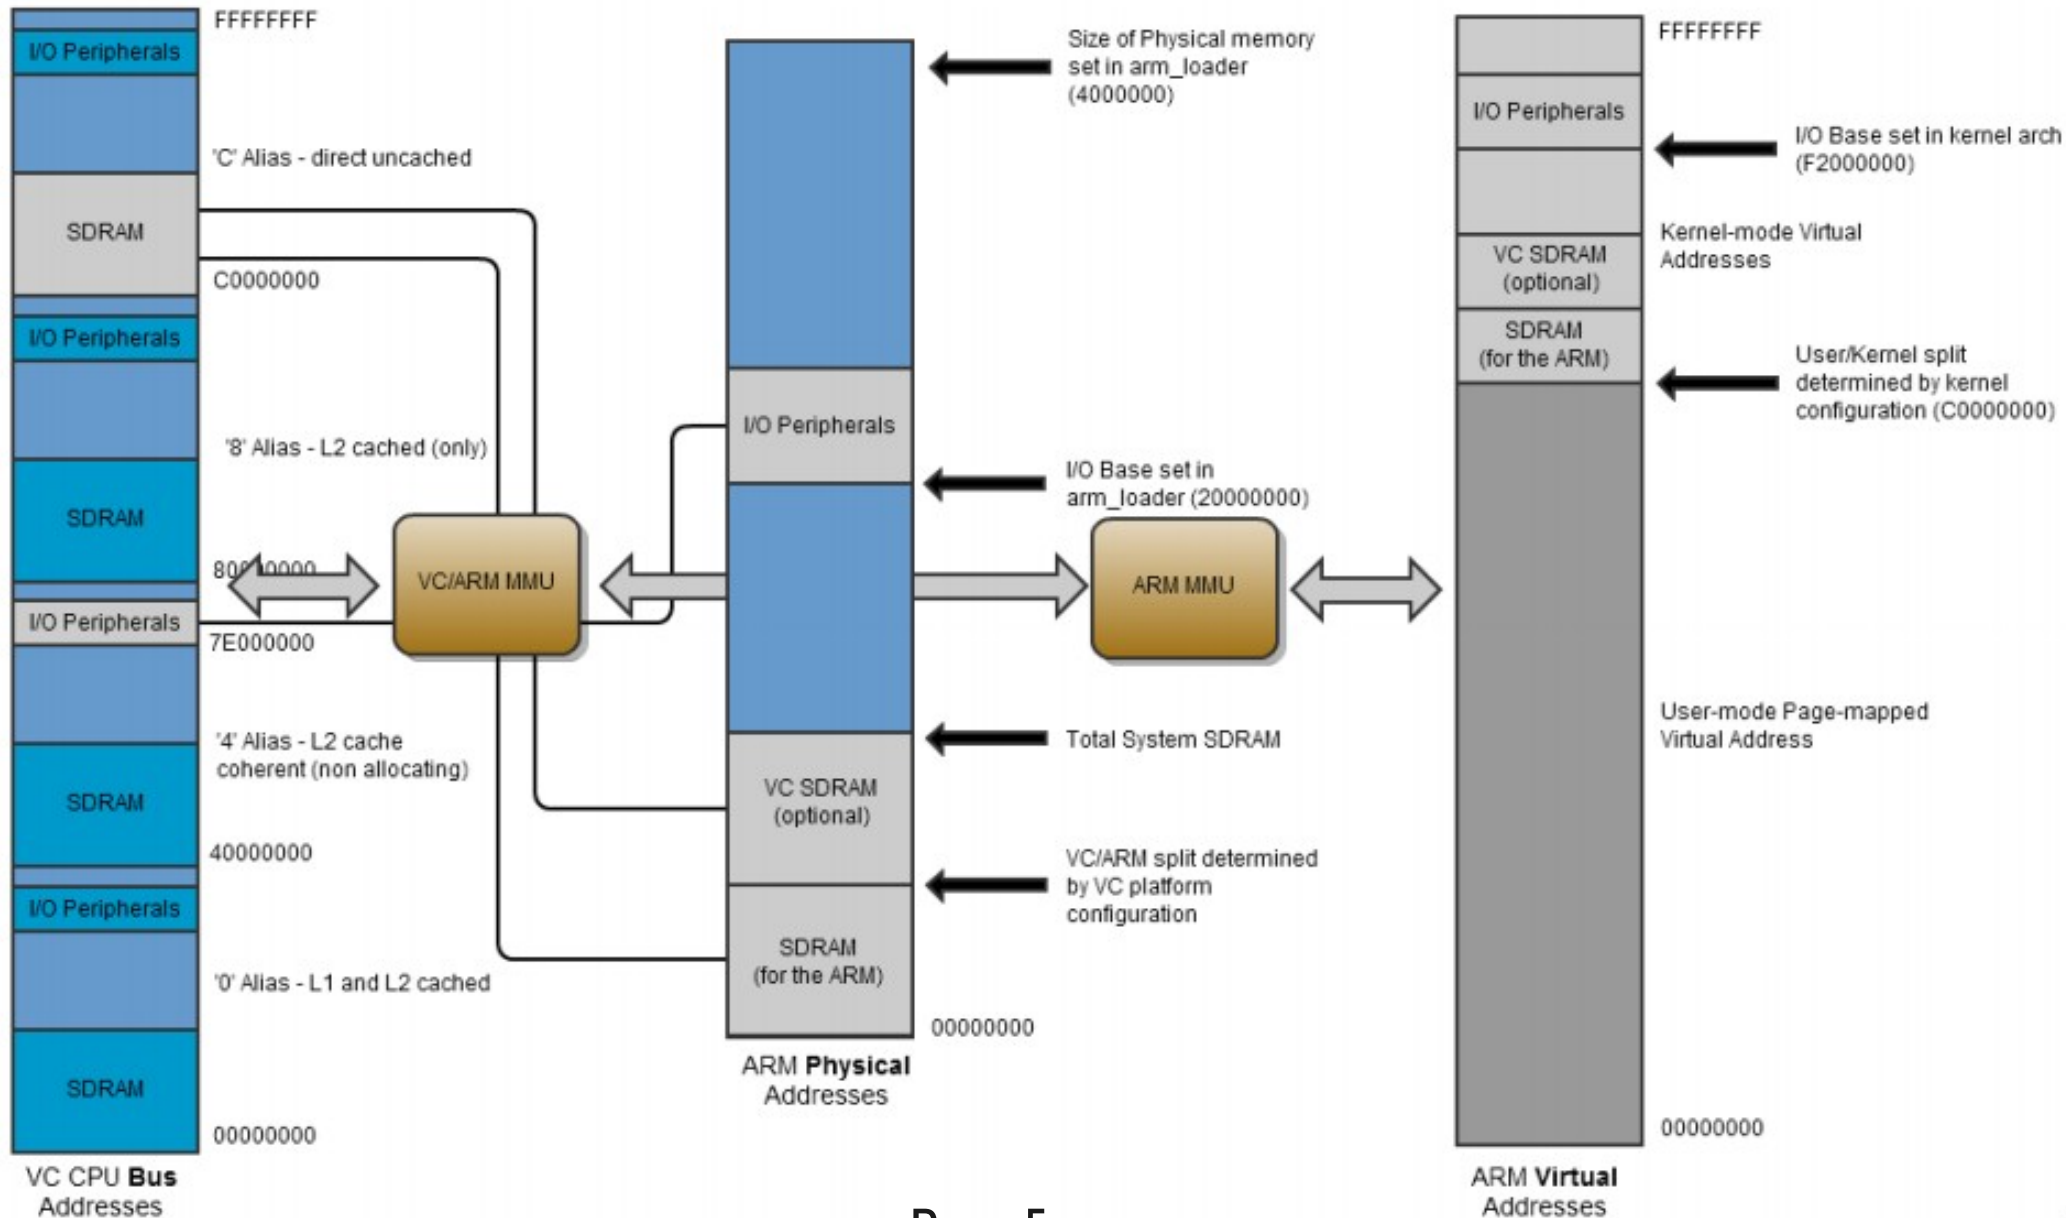 FFFFFFFF
I/O Peripherals
'C' Alias - direct uncached
SDRAM
C0000000
I/O Peripherals
'8' Alias - L2 cached (only)
SDRAM
I/O Peripherals
7E000000
'4' Alias - L2 cache
coherent (non allocating)
SDRAM
40000000
I/O Peripherals
'0' Alias - L1 and L2 cached
SDRAM
00000000
VC CPU Bus
Addresses
VC/ARM MMU
Size of Physical memory
set in arm_loader
(4000000)
I/O Peripherals
I/O Base set in
arm_loader (20000000)
Total System SDRAM
VC SDRAM
(optional)
VC/ARM split determined
by VC platform
configuration
SDRAM
(for the ARM)
00000000
ARM Physical
Addresses
ARM MMU
FFFFFFFF
I/O Peripherals
I/O Base set in kernel arch
(F2000000)
Kernel-mode Virtual
Addresses
VC SDRAM
(optional)
SDRAM
(for the ARM)
User/Kernel split
determined by kernel
configuration (C0000000)
User-mode Page-mapped
Virtual Address
00000000
ARM Virtual
Addresses